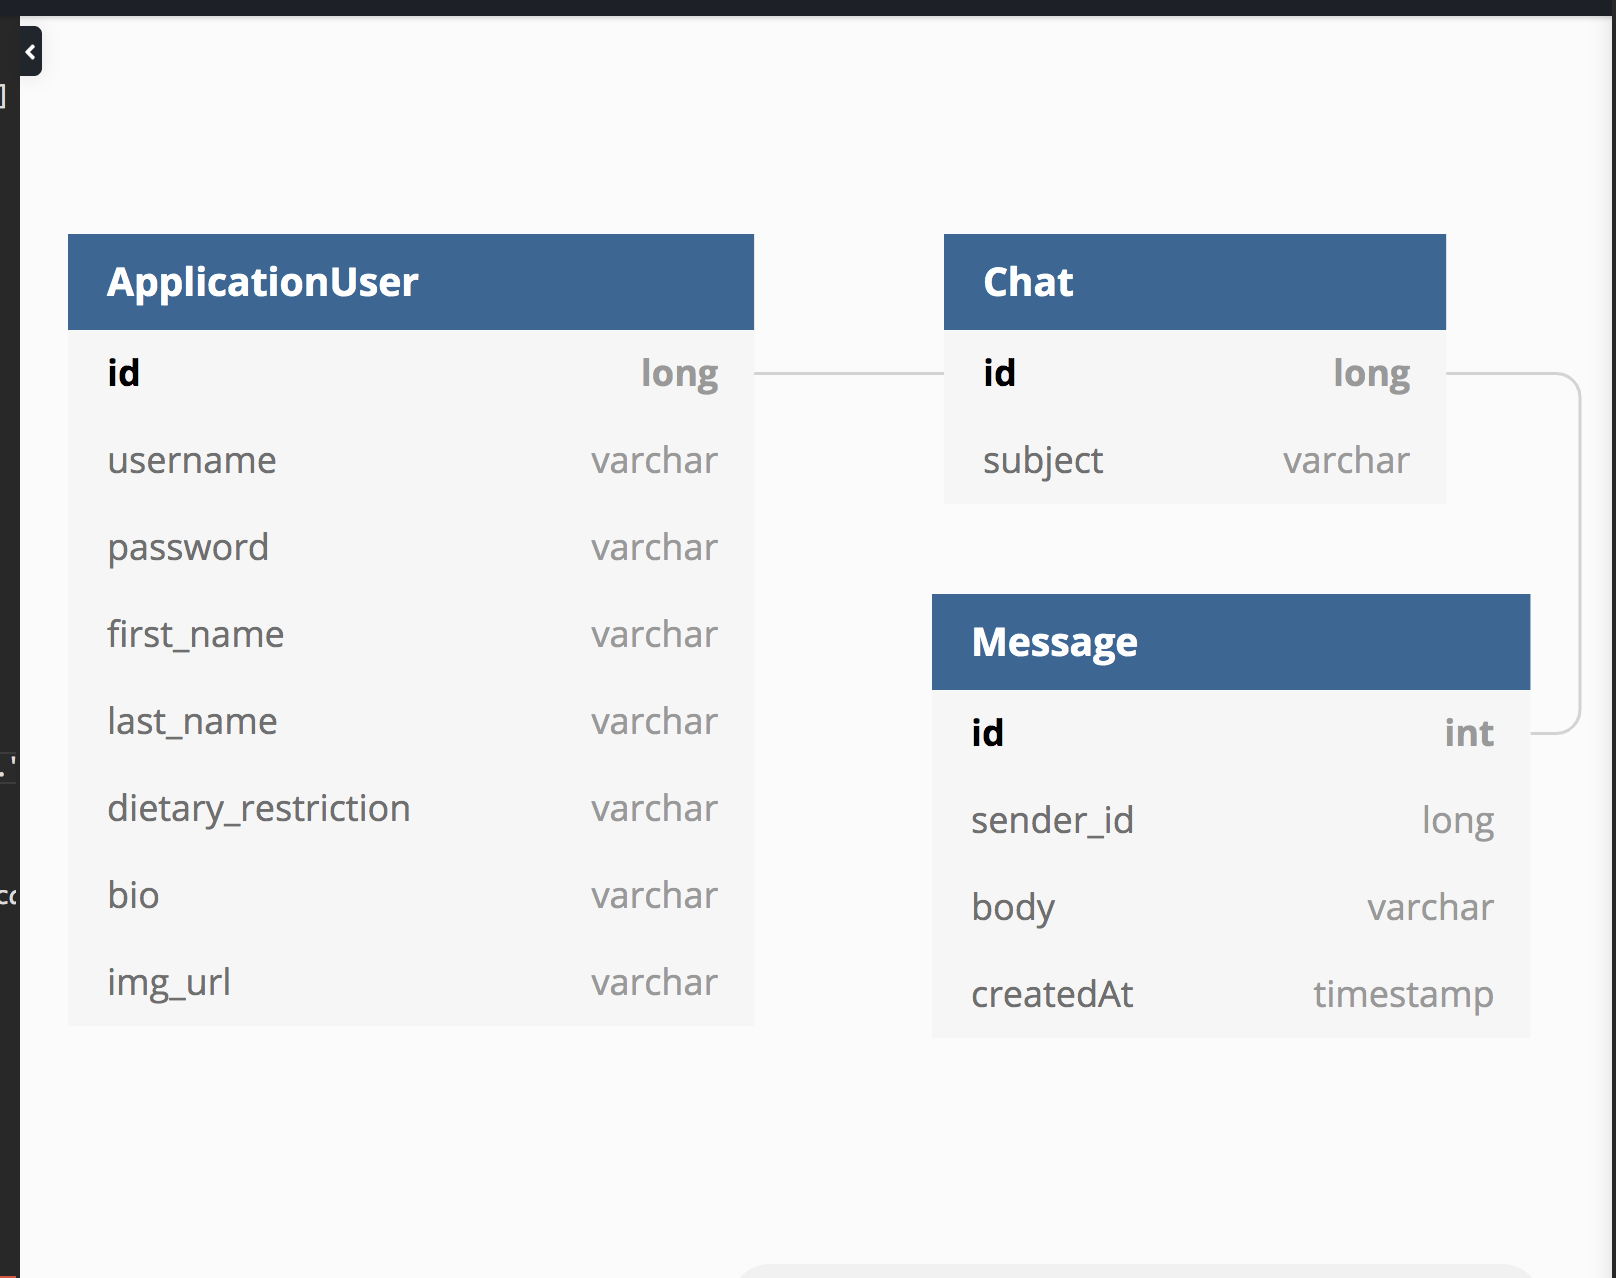 ApplicationUser
id long
username varchar
password varchar
first_name varchar
last_name varchar
dietary_restriction varchar
bio varchar
img_url varchar
Chat
id long
subject varchar
Message
id int
sender_id long
body varchar
createdAt timestamp